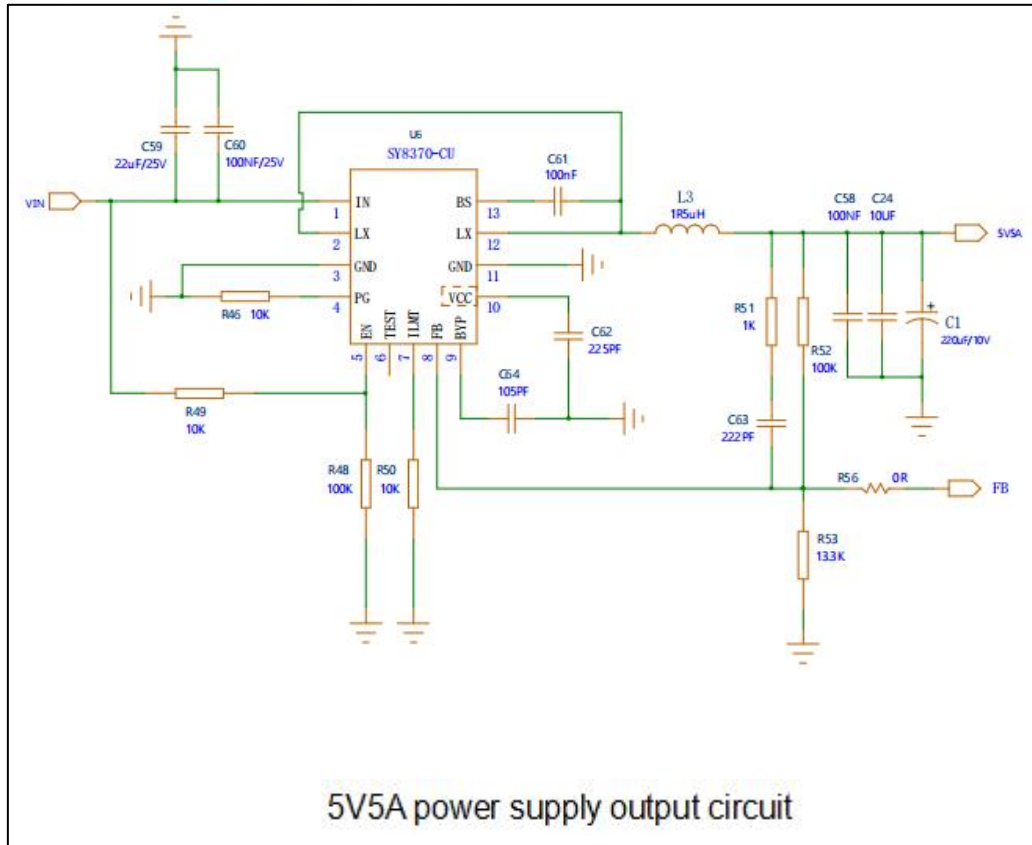 C59
22uF/25V
C60
100NF/25V
U6
SY8370-CU
C61
100nF
L3
1R5uH
C58
100NF
C24
10UF
VIN
IN
1
BS
13
LX
2
LX
12
5V5A
GND
3
GND
11
PG
4
VCC
10
R46
10K
EN
5
TEST
6
ILMT
7
FB
8
BYP
9
C62
225PF
C64
105PF
R51
1K
R52
100K
+
C1
220uF/10V
R49
10K
C63
222PF
R48
100K
R50
10K
R56
0R
FB
R53
13.3K
5V5A power supply output circuit